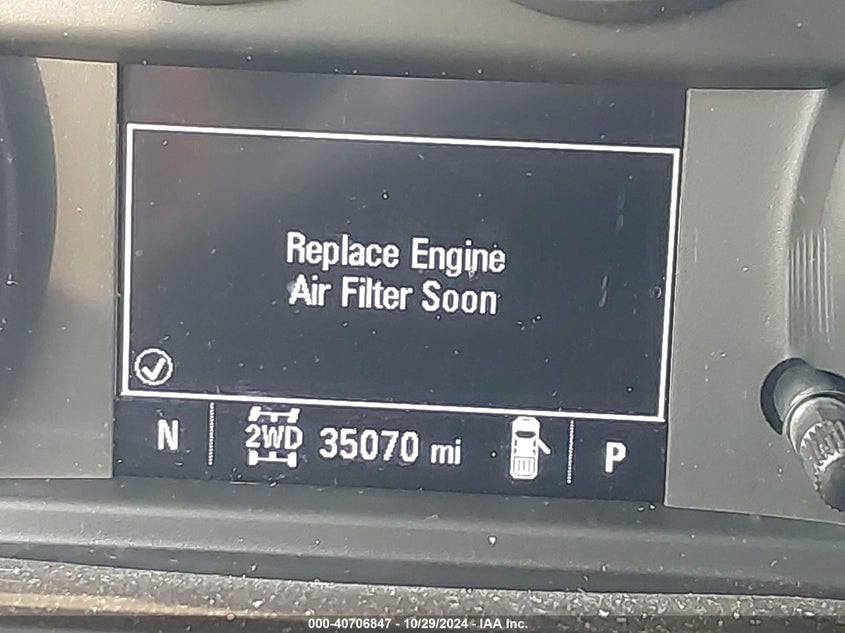 Replace Engine
Air Filter Soon
N 2WD 35070 mi P
000-40706847 - 10/29/2024 - IAA Inc.